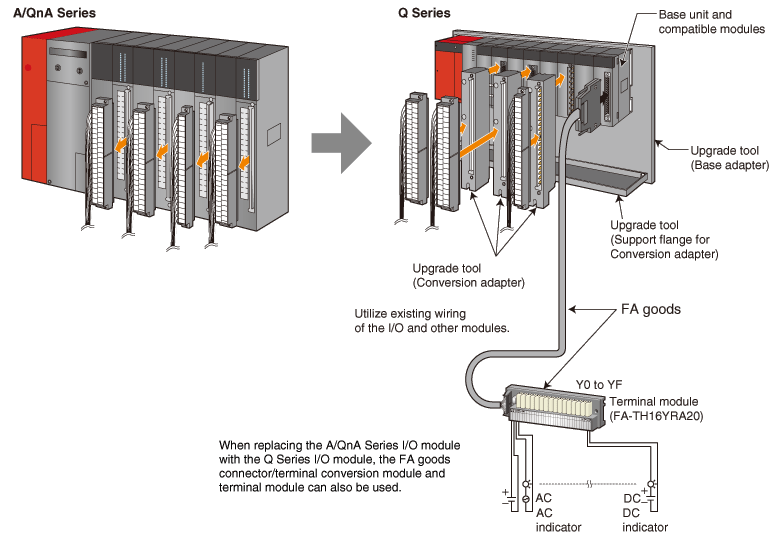 A/QnA Series
Q Series
Base unit and
compatible modules
Upgrade tool
(Base adapter)
Upgrade tool
(Support flange for
Conversion adapter)
Upgrade tool
(Conversion adapter)
Utilize existing wiring
of the I/O and other modules.
FA goods
Y0 to YF
Terminal module
(FA-TH16YRA20)
When replacing the A/QnA Series I/O module
with the Q Series I/O module, the FA goods
connector/terminal conversion module and
terminal module can also be used.
+
−
AC
AC
indicator
DC
+
−
DC
indicator